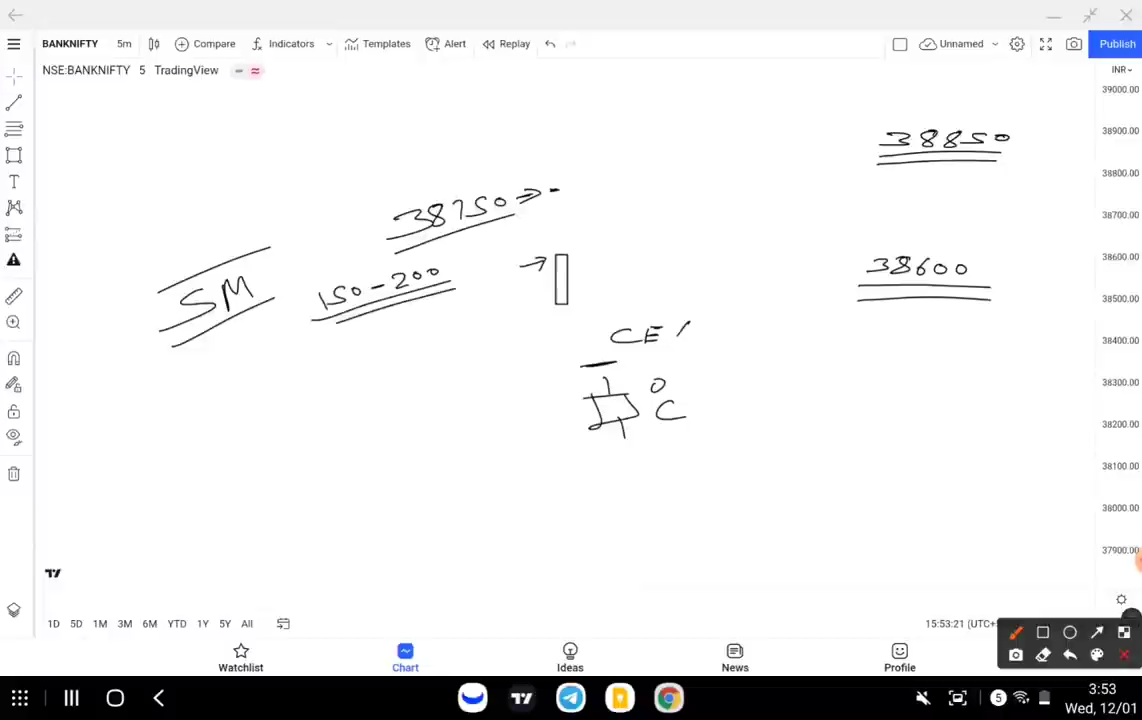 BANKNIFTY 5m Compare Indicators Templates Alert Replay Unnamed Publish
NSE:BANKNIFTY 5 TradingView
INR
39000.00
38900.00
38800.00
38700.00
38600.00
38500.00
38400.00
38300.00
38200.00
38100.00
38000.00
37900.00
38850
38750
38600
SM
150-200
CE
O
C
1D 5D 1M 3M 6M YTD 1Y 5Y All
15:53:21 (UTC+
Watchlist Chart Ideas News Profile
5
3:53
Wed, 12/01